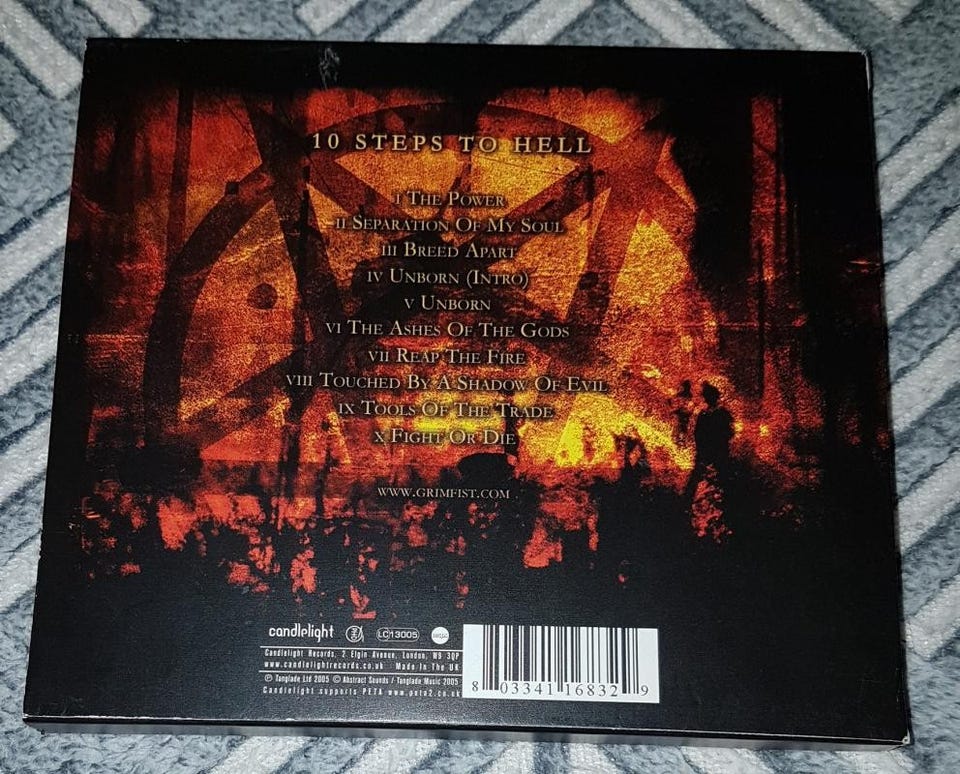 10 STEPS TO HELL
I THE POWER
II SEPARATION OF MY SOUL
III BREED APART
IV UNBORN (INTRO)
V UNBORN
VI THE ASHES OF THE GODS
VII REAP THE FIRE
VIII TOUCHED BY A SHADOW OF EVIL
IX TOOLS OF THE TRADE
X FIGHT OR DIE
WWW.GRIMFIST.COM
candlelight LC 13005
Candlelight Records, 2 Elgin Avenue, London, W9 3QP
www.candlelightrecords.co.uk Made In The UK
℗ Tanglade Ltd 2005 © Abstract Sounds / Tanglade Music 2005
Candlelight supports PETA www.peta2.co.uk
8 03341 16832 9